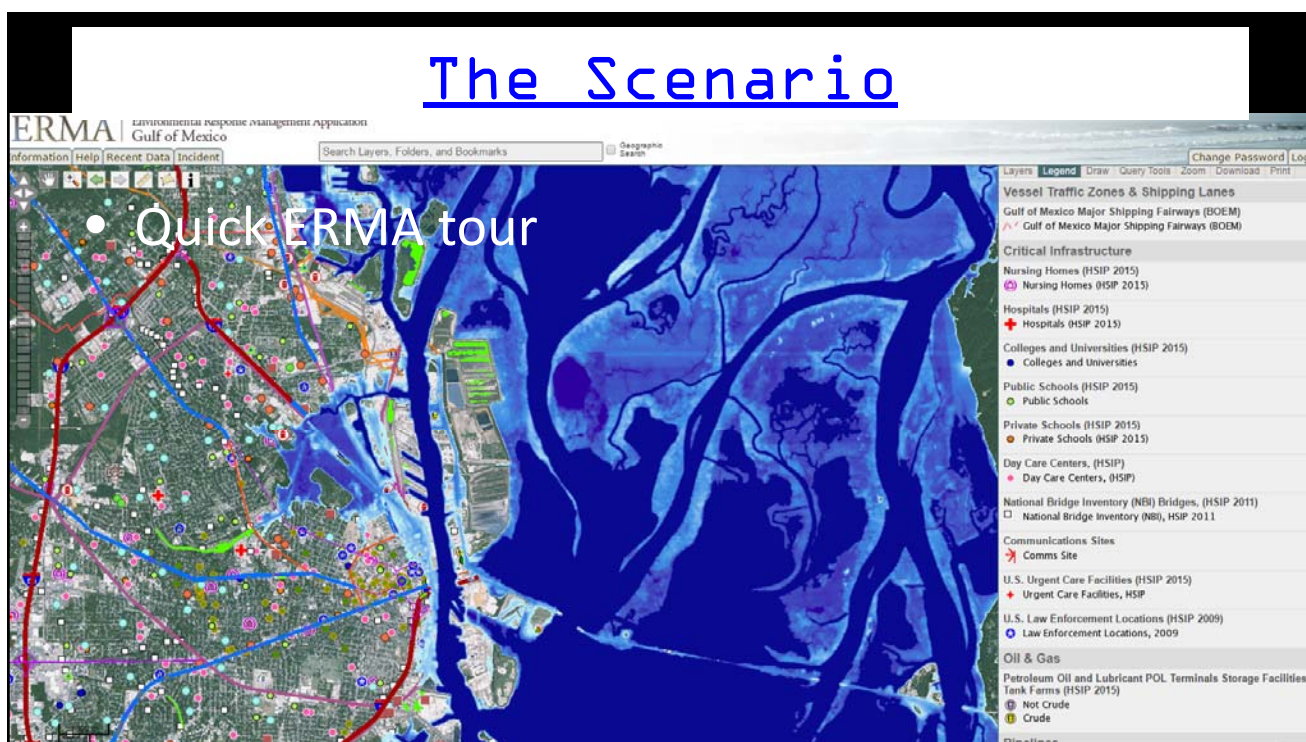 The Scenario
ERMA
Environmental Response Management Application
Gulf of Mexico
Information Help Recent Data Incident
Search Layers, Folders, and Bookmarks
Geographic
Search
Change Password
Layers Legend Draw Query Tools Zoom Download Print
• Quick ERMA tour
Vessel Traffic Zones & Shipping Lanes
Gulf of Mexico Major Shipping Fairways (BOEM)
Gulf of Mexico Major Shipping Fairways (BOEM)
Critical Infrastructure
Nursing Homes (HSIP 2015)
Nursing Homes (HSIP 2015)
Hospitals (HSIP 2015)
Hospitals (HSIP 2015)
Colleges and Universities (HSIP 2015)
Colleges and Universities
Public Schools (HSIP 2015)
Public Schools
Private Schools (HSIP 2015)
Private Schools (HSIP 2015)
Day Care Centers, (HSIP)
Day Care Centers, (HSIP)
National Bridge Inventory (NBI) Bridges, (HSIP 2011)
National Bridge Inventory (NBI), HSIP 2011
Communications Sites
Comms Site
U.S. Urgent Care Facilities (HSIP 2015)
Urgent Care Facilities, HSIP
U.S. Law Enforcement Locations (HSIP 2009)
Law Enforcement Locations, 2009
Oil & Gas
Petroleum Oil and Lubricant POL Terminals Storage Facilities
Tank Farms (HSIP 2015)
Not Crude
Crude
Pipelines